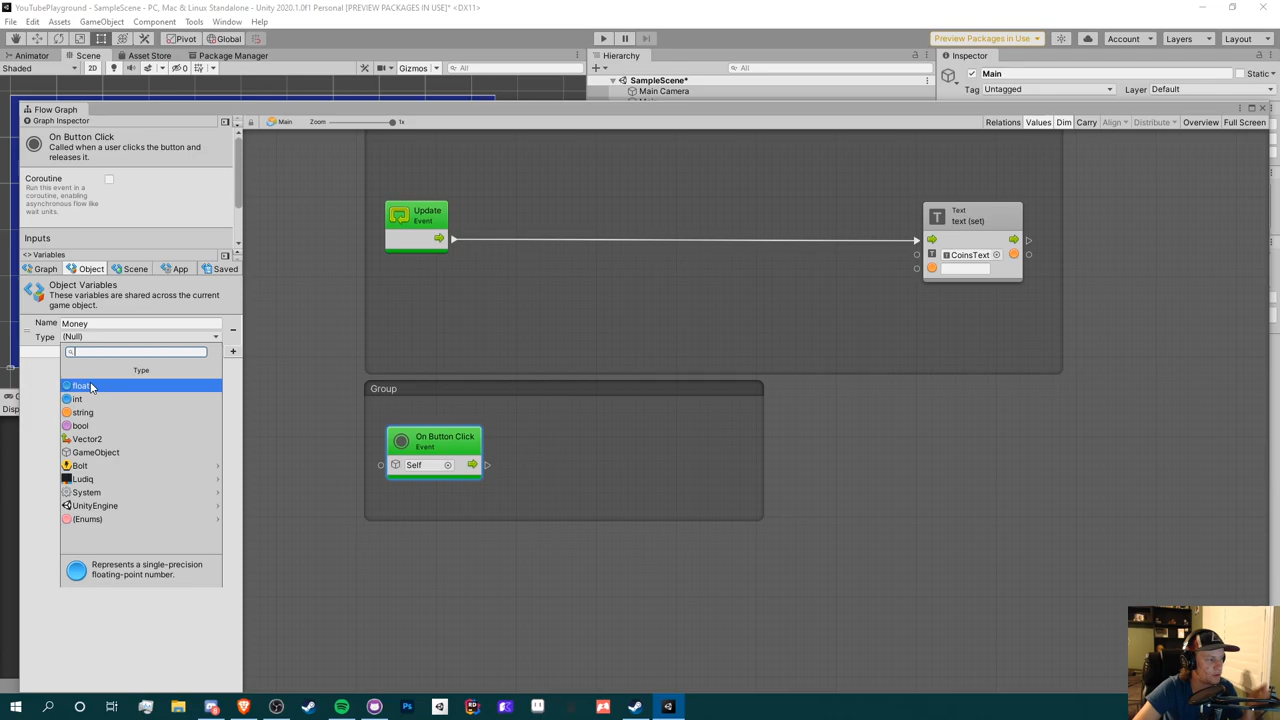 YouTubePlayground - SampleScene - PC, Mac & Linux Standalone - Unity 2020.1.0f1 Personal [PREVIEW PACKAGES IN USE]* <DX11>
File Edit Assets GameObject Component Tools Window Help
Pivot Global Preview Packages in Use Account Layers Layout
Animator Scene Asset Store Package Manager Hierarchy Inspector
Shaded 2D 0 Gizmos All All Main Static
SampleScene*
Main Camera Tag Untagged Layer Default
Flow Graph
Graph Inspector Main Zoom 1x Relations Values Dim Carry Align Distribute Overview Full Screen
On Button Click
Called when a user clicks the button and
releases it.
Coroutine
Run this event in a
coroutine, enabling
asynchronous flow like
wait units.
Inputs
Variables
Graph Object Scene App Saved
Object Variables
These variables are shared across the current
game object.
Name Money
Type (Null)
Type
float
int
string
bool
Vector2
GameObject
Bolt
Ludiq
System
UnityEngine
(Enums)
Represents a single-precision
floating-point number.
Update
Event
Text
text (set)
CoinsText
Group
On Button Click
Event
Self